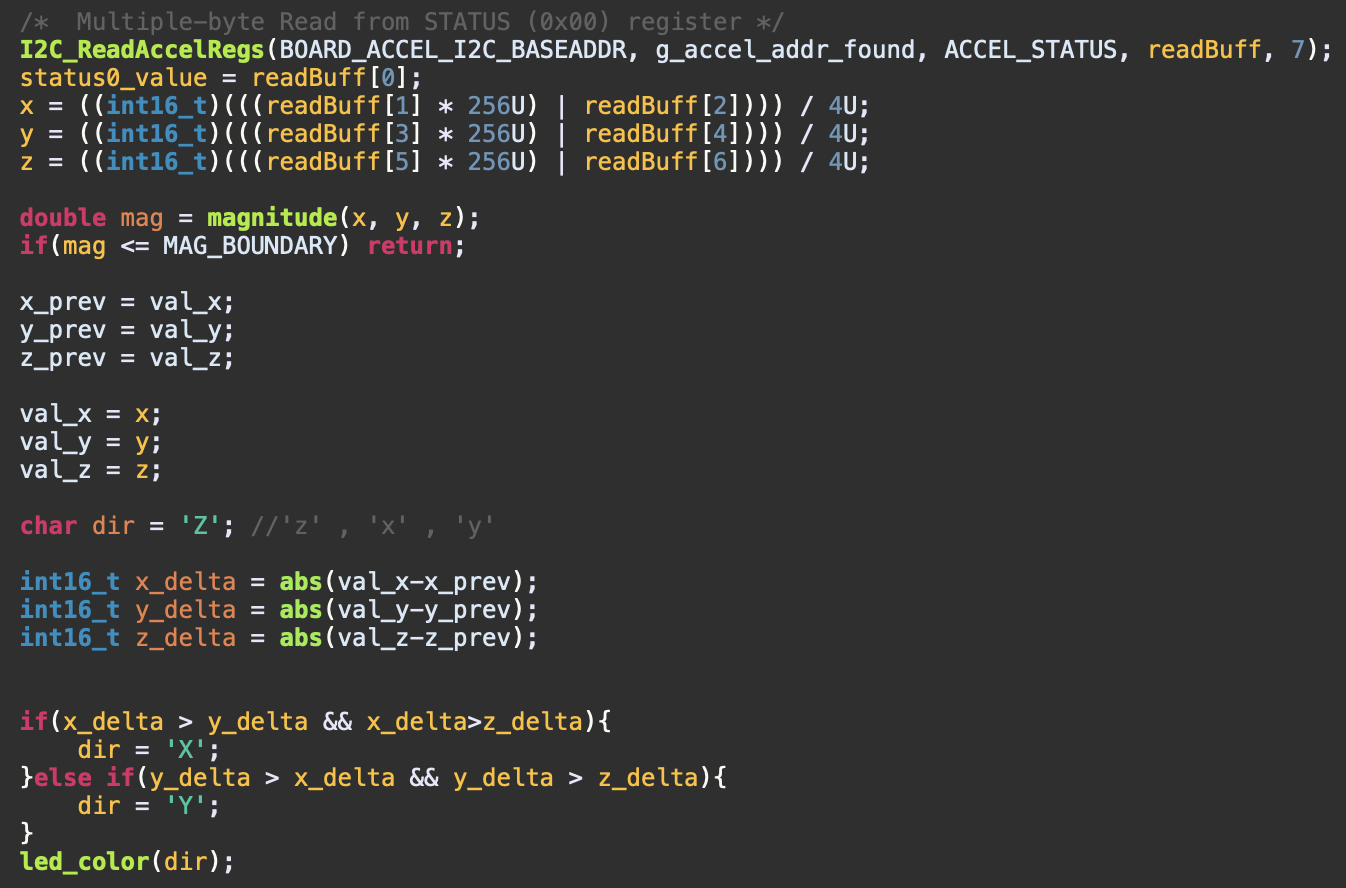 /*  Multiple-byte Read from STATUS (0x00) register */
I2C_ReadAccelRegs(BOARD_ACCEL_I2C_BASEADDR, g_accel_addr_found, ACCEL_STATUS, readBuff, 7);
status0_value = readBuff[0];
x = ((int16_t)(((readBuff[1] * 256U) | readBuff[2]))) / 4U;
y = ((int16_t)(((readBuff[3] * 256U) | readBuff[4]))) / 4U;
z = ((int16_t)(((readBuff[5] * 256U) | readBuff[6]))) / 4U;

double mag = magnitude(x, y, z);
if(mag <= MAG_BOUNDARY) return;

x_prev = val_x;
y_prev = val_y;
z_prev = val_z;

val_x = x;
val_y = y;
val_z = z;

char dir = 'Z'; //'z' , 'x' , 'y'

int16_t x_delta = abs(val_x-x_prev);
int16_t y_delta = abs(val_y-y_prev);
int16_t z_delta = abs(val_z-z_prev);


if(x_delta > y_delta && x_delta>z_delta){
    dir = 'X';
}else if(y_delta > x_delta && y_delta > z_delta){
    dir = 'Y';
}
led_color(dir);